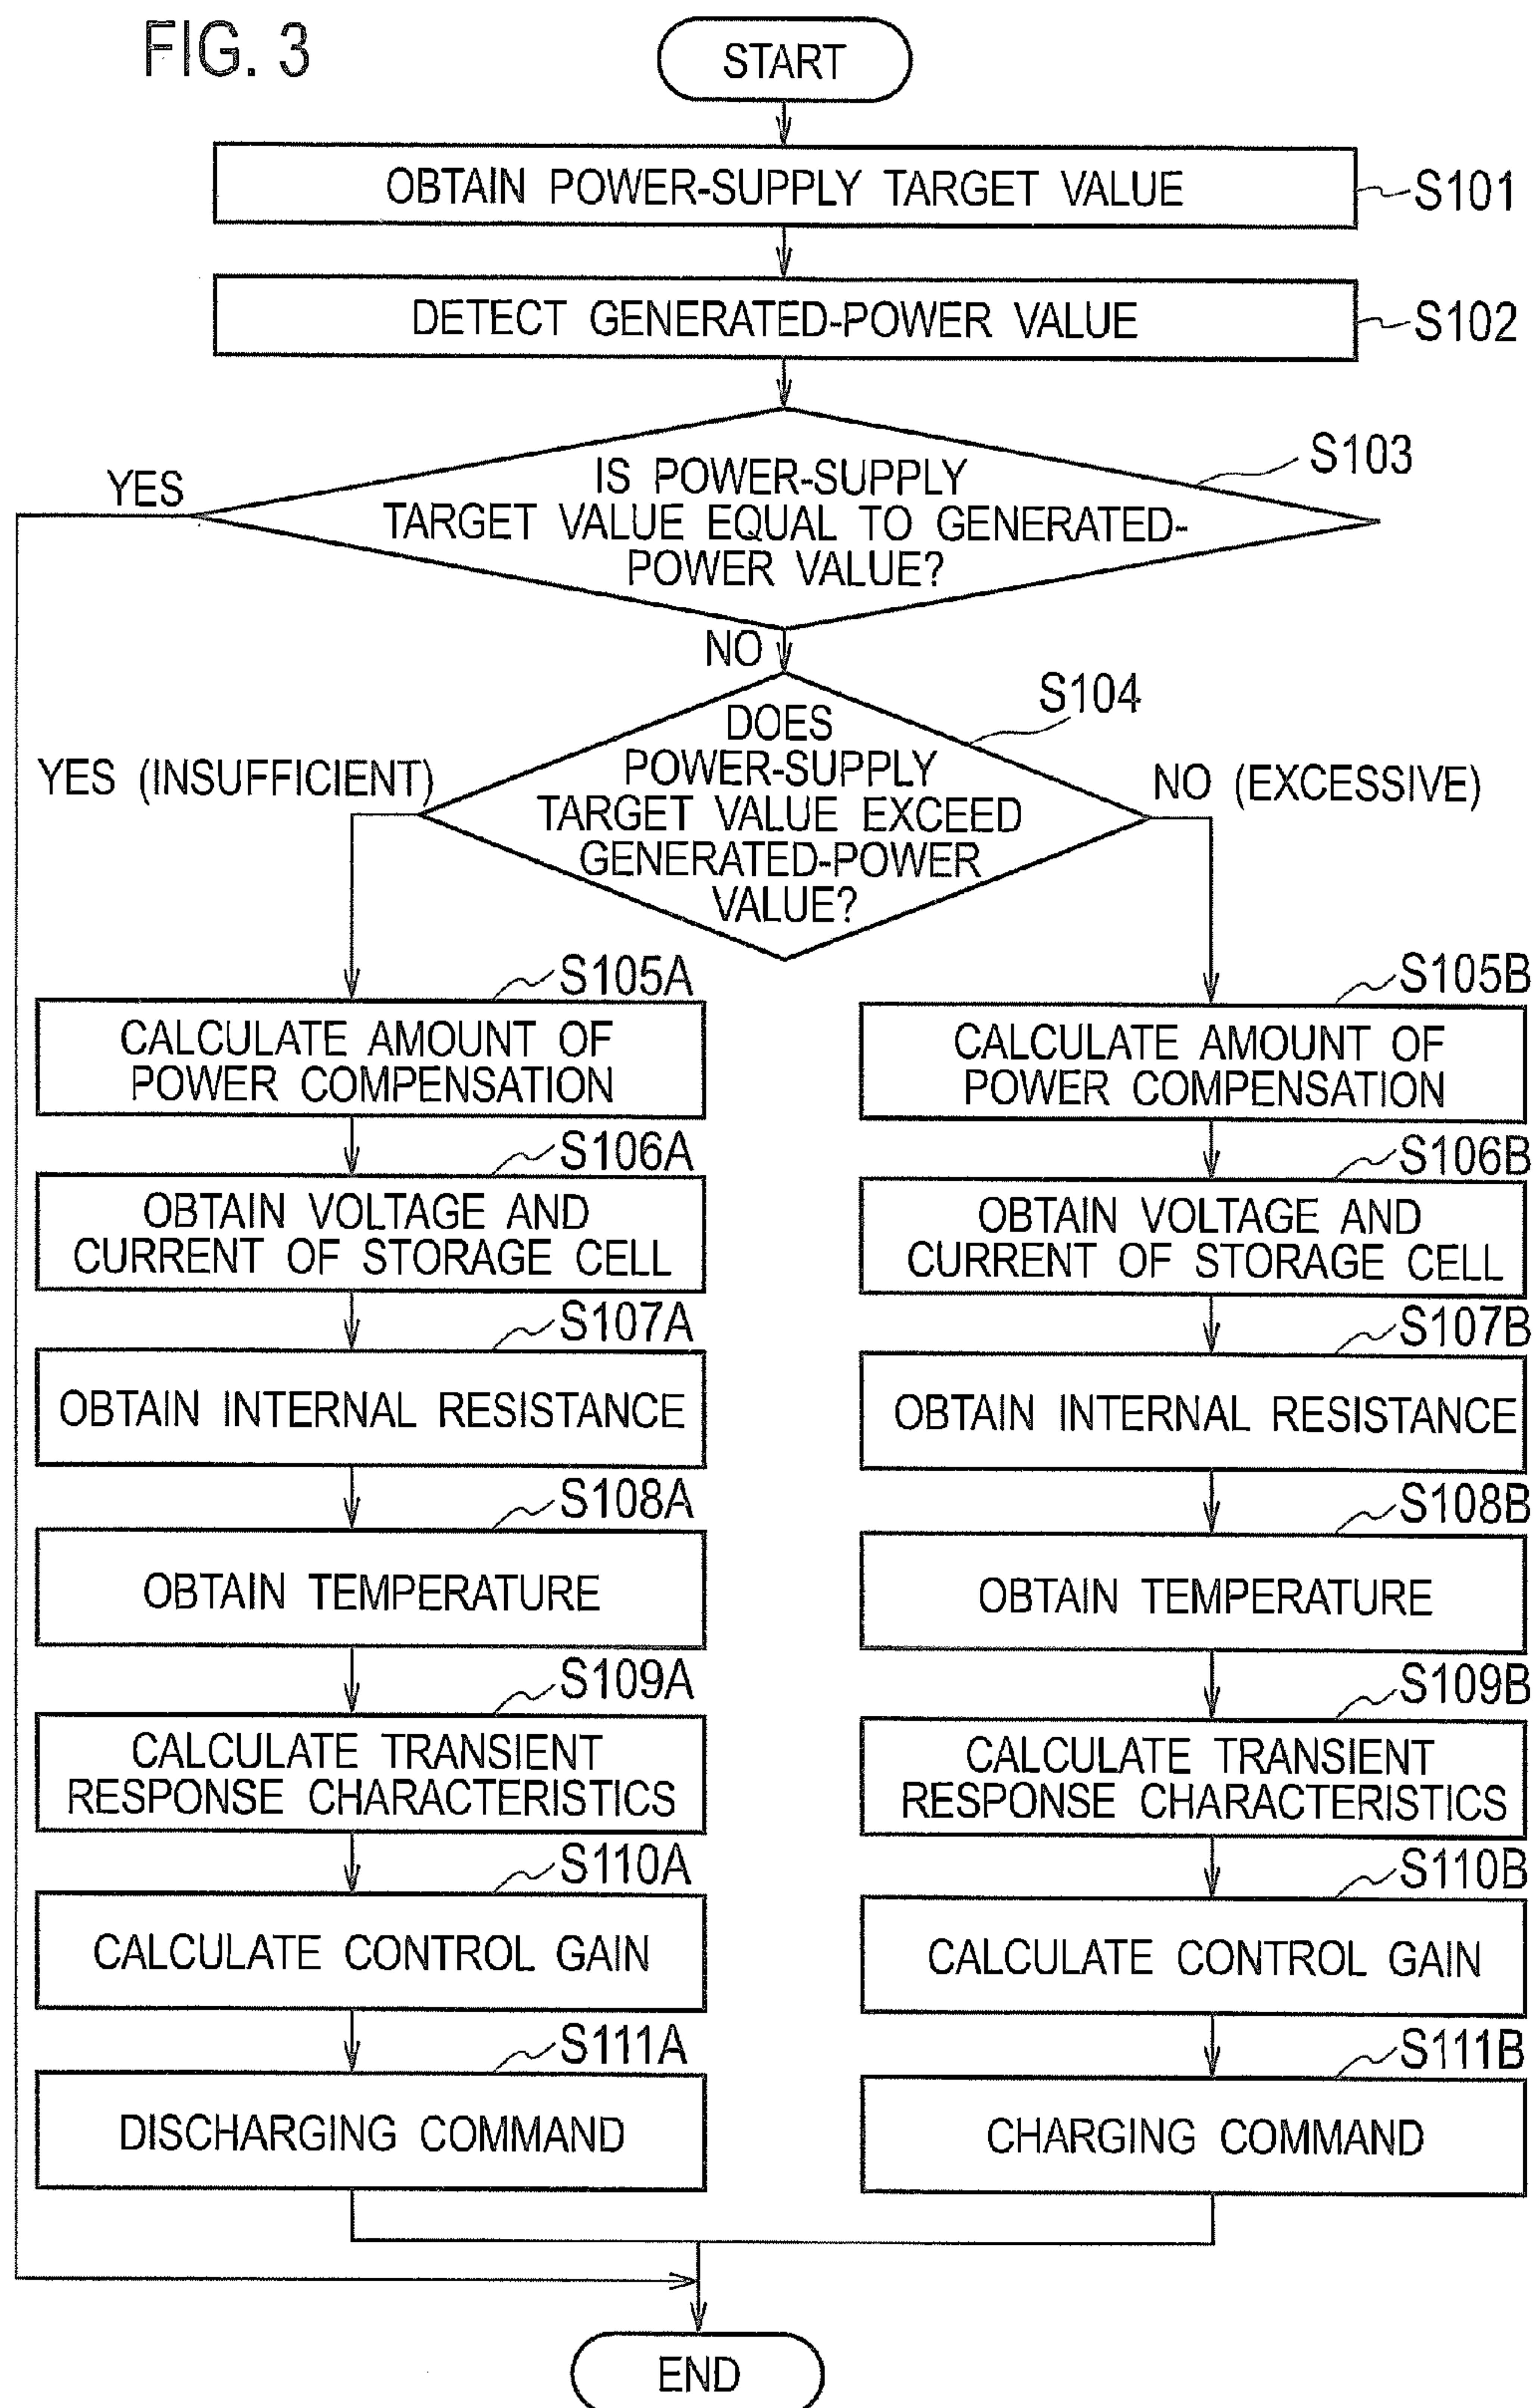 FIG. 3
START
OBTAIN POWER-SUPPLY TARGET VALUE
S101
DETECT GENERATED-POWER VALUE
S102
S103
YES
IS POWER-SUPPLY
TARGET VALUE EQUAL TO GENERATED-
POWER VALUE?
NO
S104
DOES
POWER-SUPPLY
TARGET VALUE EXCEED
GENERATED-POWER
VALUE?
YES (INSUFFICIENT)
NO (EXCESSIVE)
S105A
CALCULATE AMOUNT OF
POWER COMPENSATION
S106A
OBTAIN VOLTAGE AND
CURRENT OF STORAGE CELL
S107A
OBTAIN INTERNAL RESISTANCE
S108A
OBTAIN TEMPERATURE
S109A
CALCULATE TRANSIENT
RESPONSE CHARACTERISTICS
S110A
CALCULATE CONTROL GAIN
S111A
DISCHARGING COMMAND
S105B
CALCULATE AMOUNT OF
POWER COMPENSATION
S106B
OBTAIN VOLTAGE AND
CURRENT OF STORAGE CELL
S107B
OBTAIN INTERNAL RESISTANCE
S108B
OBTAIN TEMPERATURE
S109B
CALCULATE TRANSIENT
RESPONSE CHARACTERISTICS
S110B
CALCULATE CONTROL GAIN
S111B
CHARGING COMMAND
END